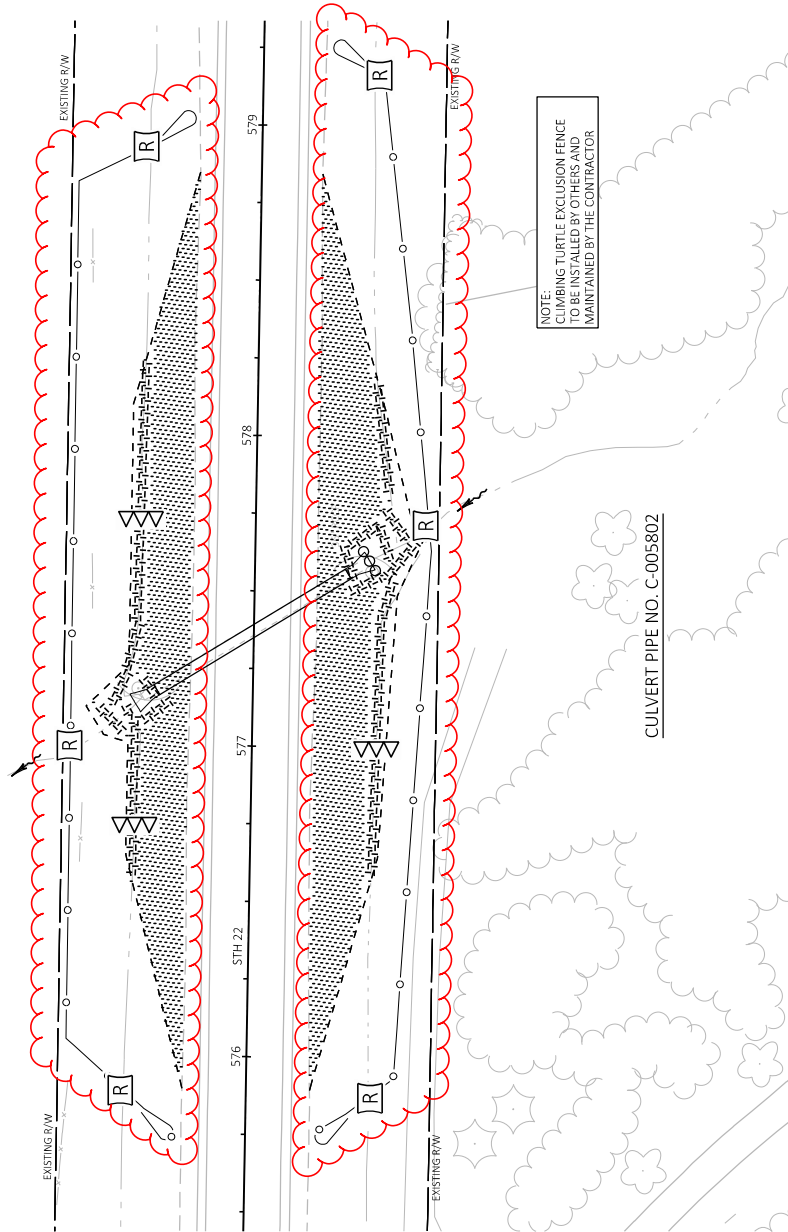 EXISTING R/W
EXISTING R/W
R
R
579
NOTE:
CLIMBING TURTLE EXCLUSION FENCE
TO BE INSTALLED BY OTHERS AND
MAINTAINED BY THE CONTRACTOR
578
R
CULVERT PIPE NO. C-005802
R
577
STH 22
576
R
R
EXISTING R/W
EXISTING R/W